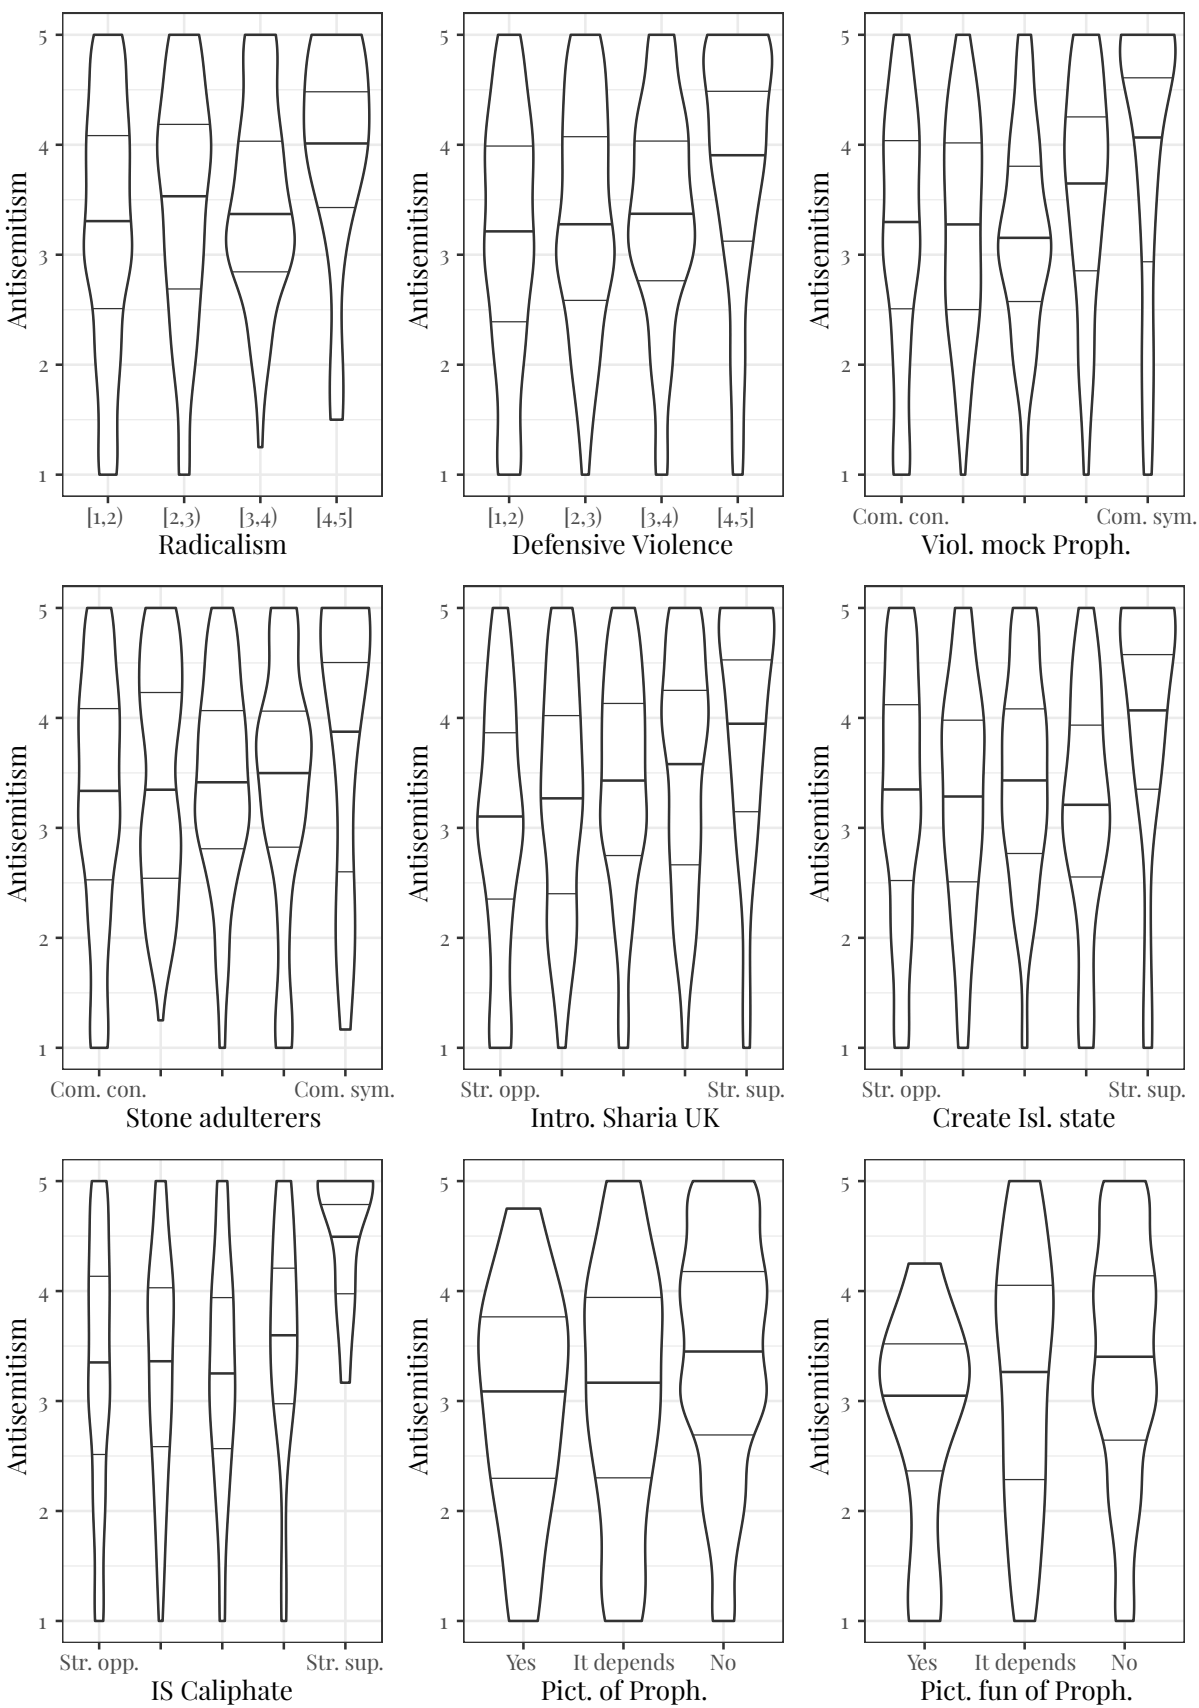 5
4
3
2
1
Antisemitism
[1,2) [2,3) [3,4) [4,5]
Radicalism
5
4
3
2
1
Antisemitism
[1,2) [2,3) [3,4) [4,5]
Defensive Violence
5
4
3
2
1
Antisemitism
Com. con. Com. sym.
Viol. mock Proph.
5
4
3
2
1
Antisemitism
Com. con. Com. sym.
Stone adulterers
5
4
3
2
1
Antisemitism
Str. opp. Str. sup.
Intro. Sharia UK
5
4
3
2
1
Antisemitism
Str. opp. Str. sup.
Create Isl. state
5
4
3
2
1
Antisemitism
Str. opp. Str. sup.
IS Caliphate
5
4
3
2
1
Antisemitism
Yes It depends No
Pict. of Proph.
5
4
3
2
1
Antisemitism
Yes It depends No
Pict. fun of Proph.